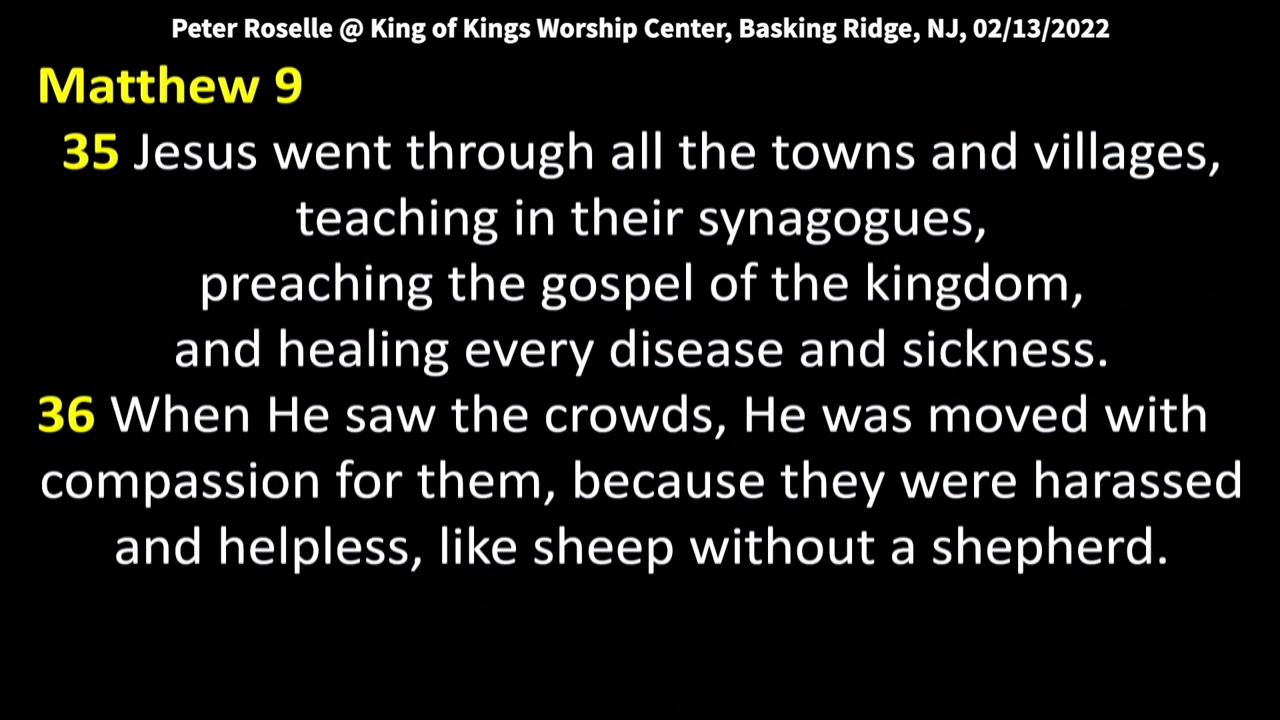 Peter Roselle @ King of Kings Worship Center, Basking Ridge, NJ, 02/13/2022
Matthew 9
35 Jesus went through all the towns and villages,
teaching in their synagogues,
preaching the gospel of the kingdom,
and healing every disease and sickness.
36 When He saw the crowds, He was moved with
compassion for them, because they were harassed
and helpless, like sheep without a shepherd.